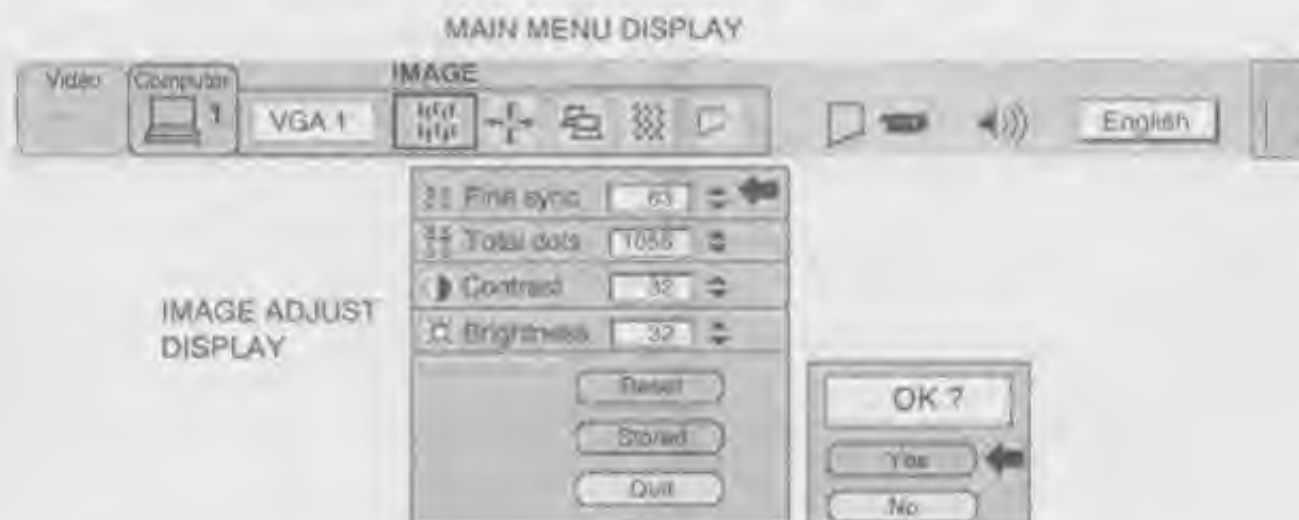 MAIN MENU DISPLAY
IMAGE
Video
Computer
1
VGA 1
English
Fine sync 63
Total dots 1056
Contrast 32
IMAGE ADJUST
DISPLAY
Brightness 32
Reset
Stored
Quit
OK ?
Yes
No